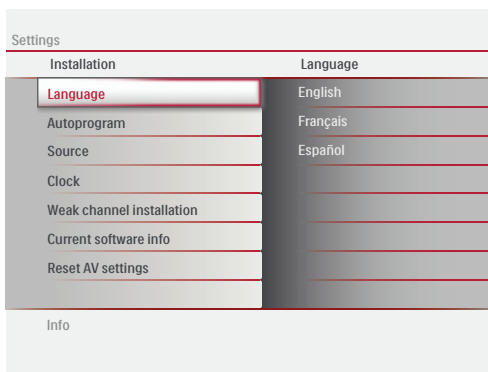 Settings
Installation
Language
Language
English
Autoprogram
Français
Source
Español
Clock
Weak channel installation
Current software info
Reset AV settings
Info